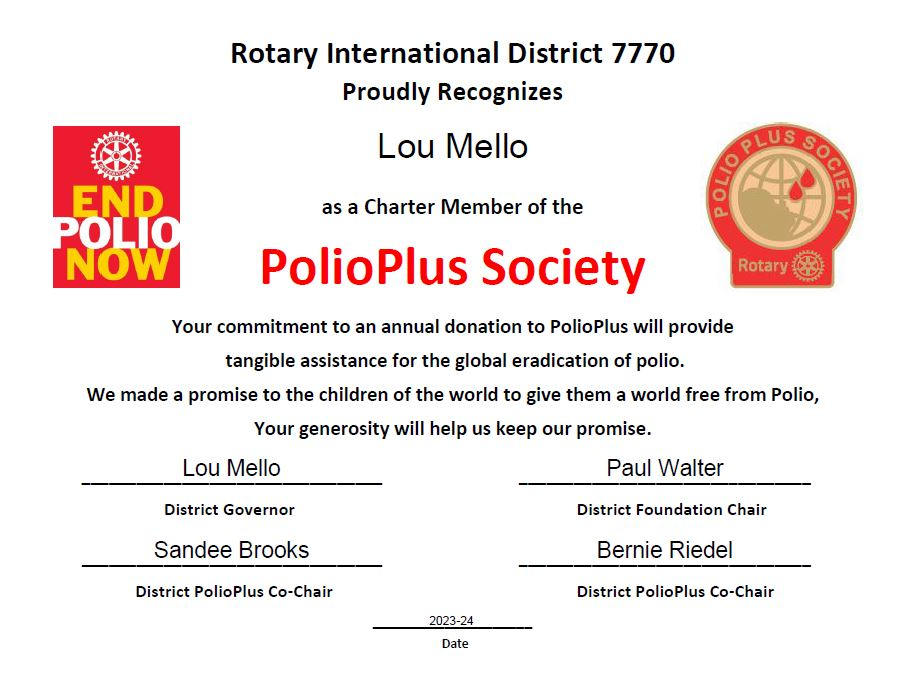 Rotary International District 7770
Proudly Recognizes
Lou Mello
as a Charter Member of the
PolioPlus Society
ROTARY
INTERNATIONAL
END
POLIO
NOW
POLIO PLUS SOCIETY
Rotary
Your commitment to an annual donation to PolioPlus will provide
tangible assistance for the global eradication of polio.
We made a promise to the children of the world to give them a world free from Polio,
Your generosity will help us keep our promise.
Lou Mello
District Governor
Paul Walter
District Foundation Chair
Sandee Brooks
District PolioPlus Co-Chair
Bernie Riedel
District PolioPlus Co-Chair
2023-24
Date